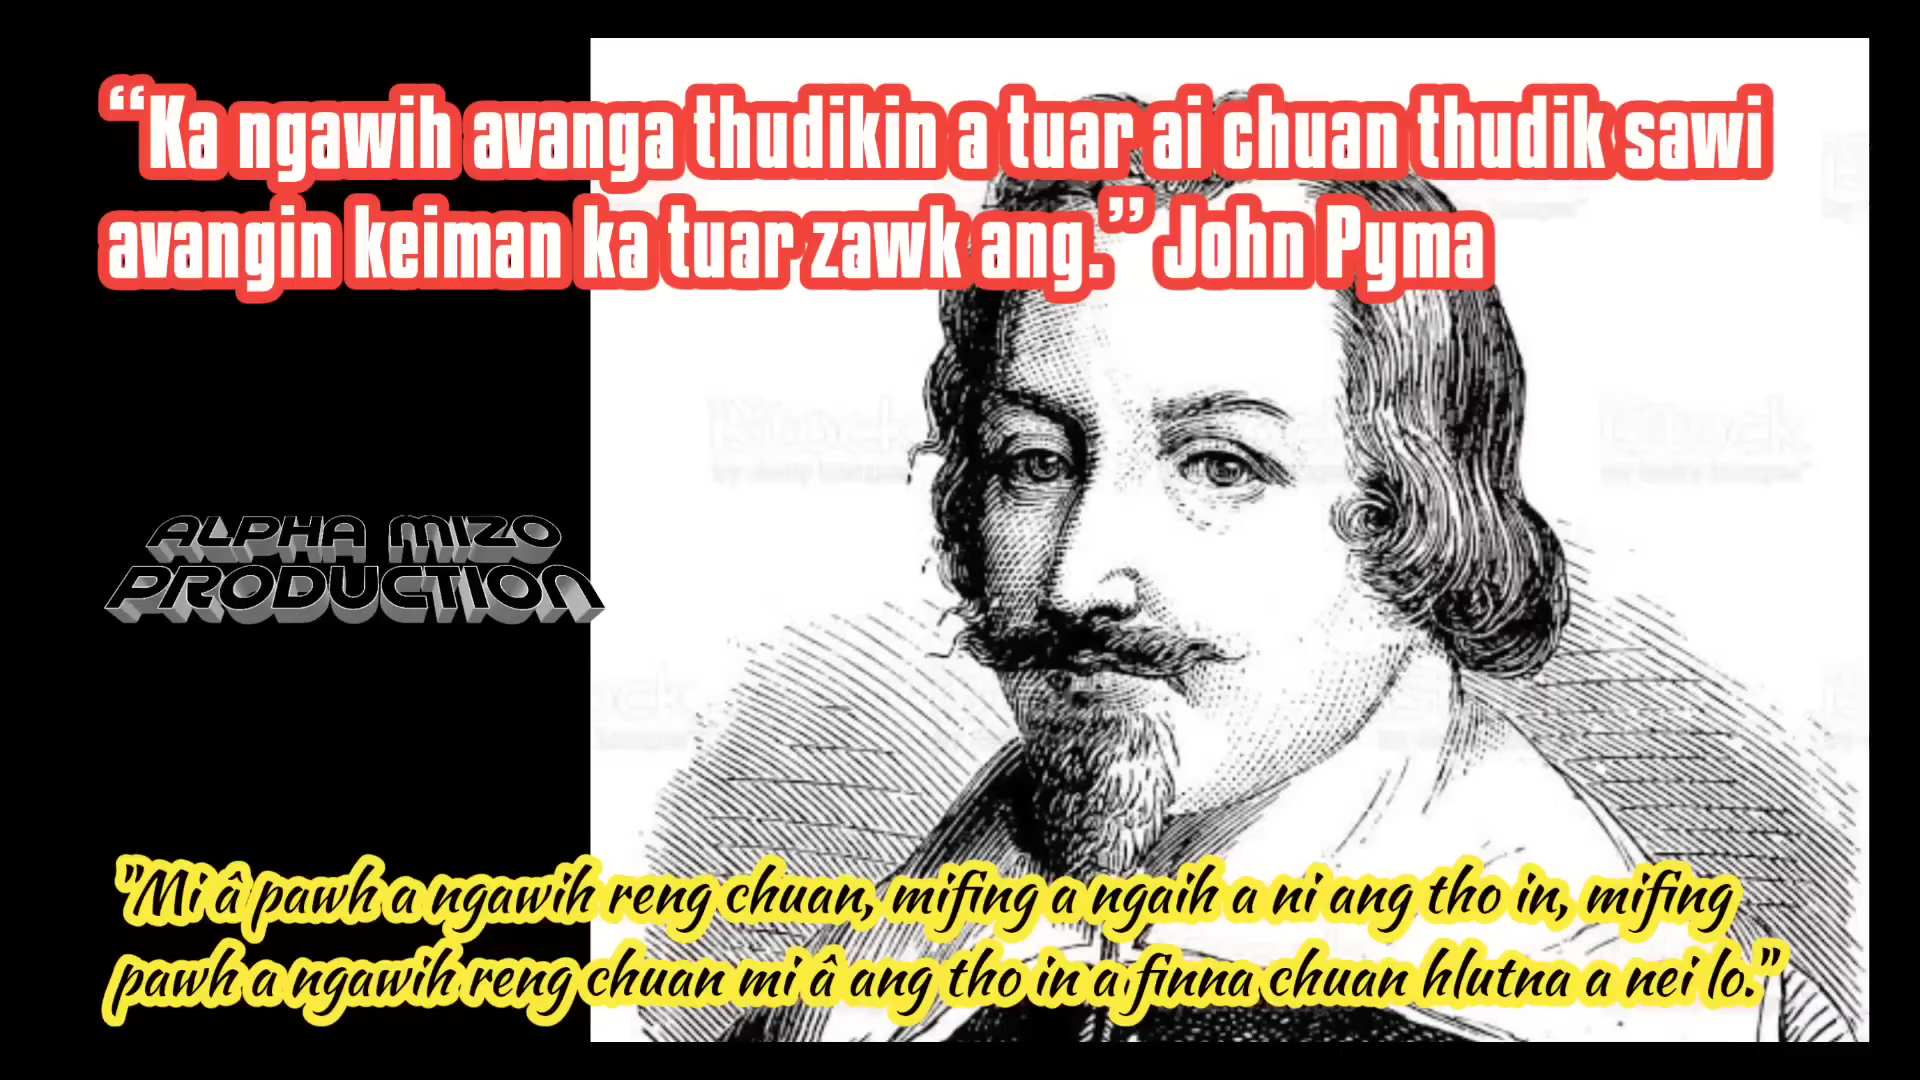 “Ka ngawih avanga thudikin a tuar ai chuan thudik sawi
avangin keiman ka tuar zawk ang.” John Pyma
ALPHA MIZO
PRODUCTION
"Mi â pawh a ngawih reng chuan, mifing a ngaih a ni ang tho in, mifing
pawh a ngawih reng chuan mi â ang tho in a finna chuan hlutna a nei lo."